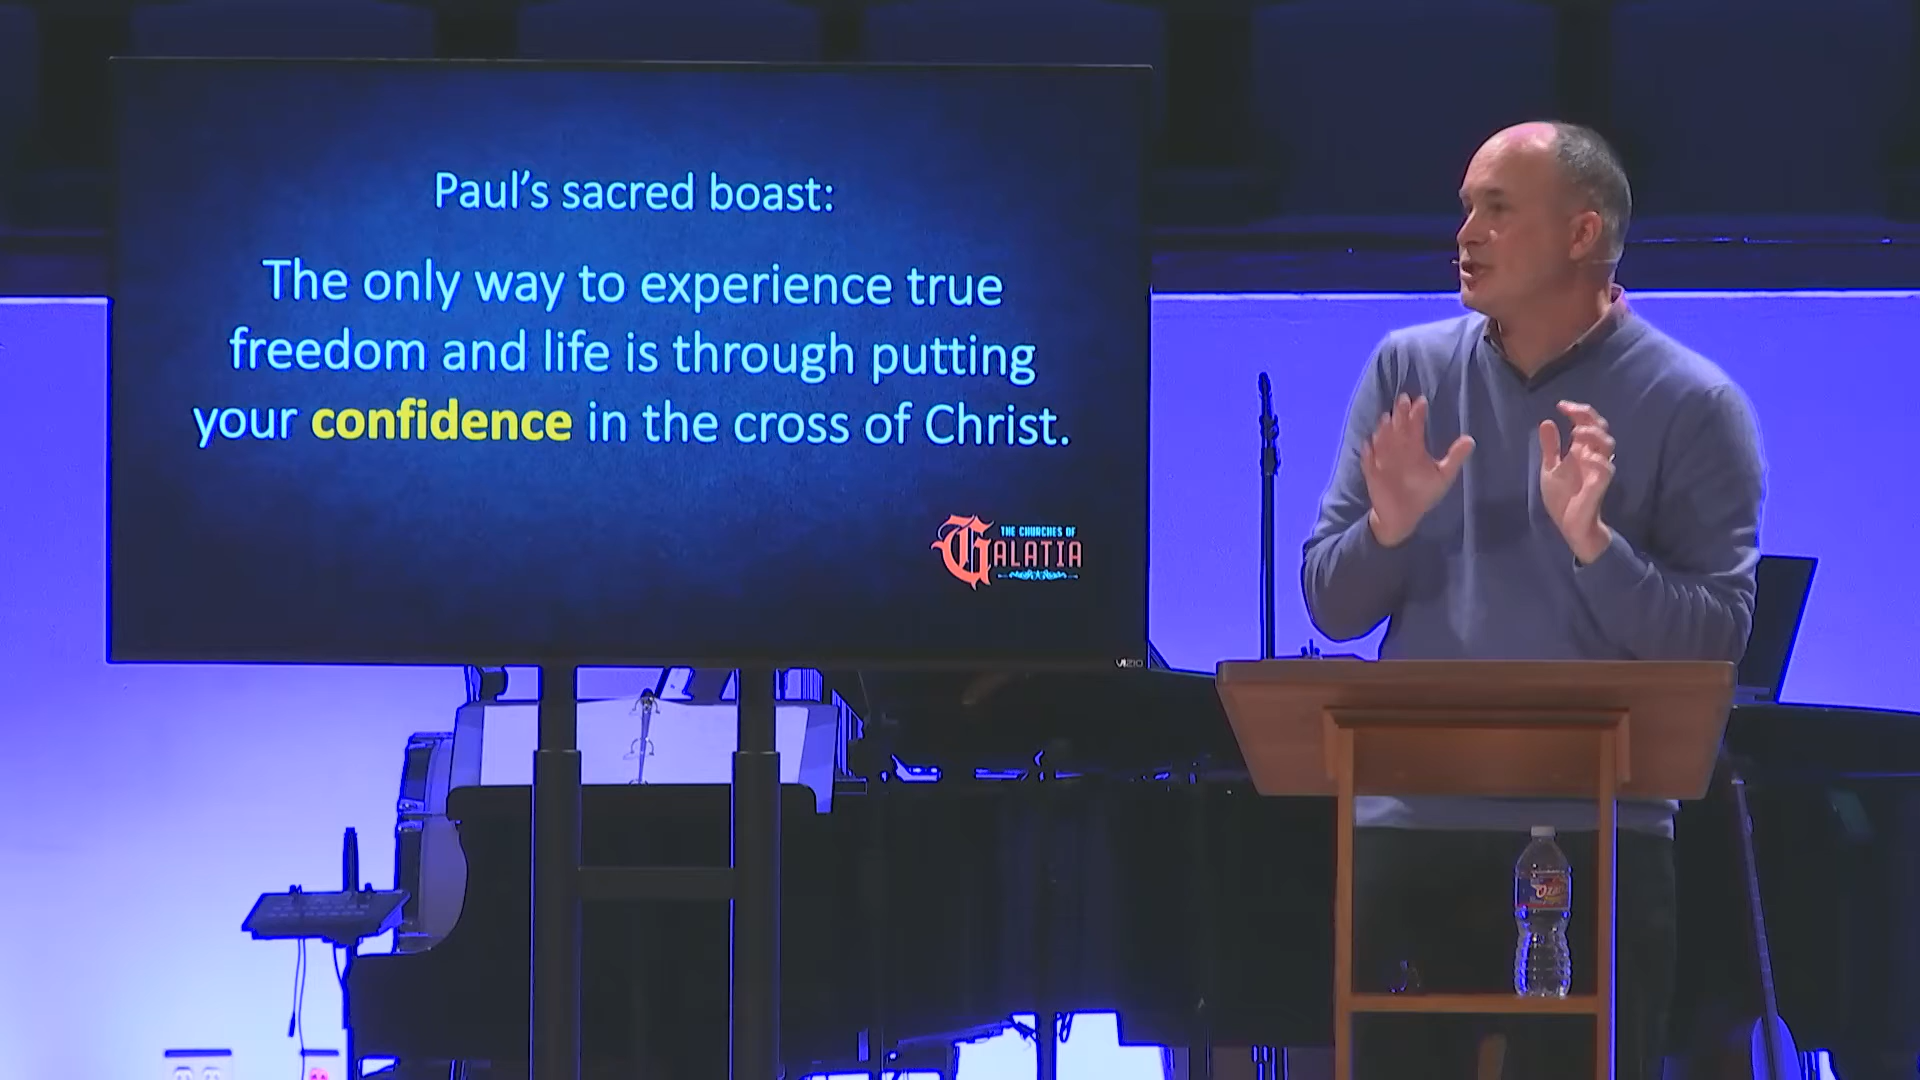 Paul's sacred boast:
The only way to experience true
freedom and life is through putting
your confidence in the cross of Christ.
THE CHURCHES OF
GALATIA
VIZIO